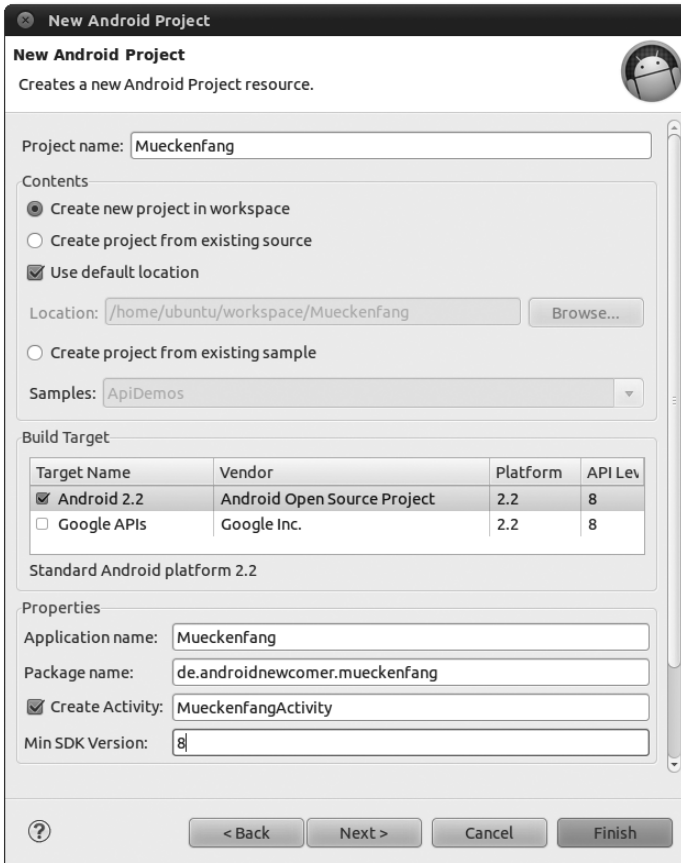 New Android Project
New Android Project
Creates a new Android Project resource.
Project name: Mueckenfang
Contents
Create new project in workspace
Create project from existing source
Use default location
Location: /home/ubuntu/workspace/Mueckenfang Browse...
Create project from existing sample
Samples: ApiDemos
Build Target
Target Name Vendor Platform API Lev
Android 2.2 Android Open Source Project 2.2 8
Google APIs Google Inc. 2.2 8
Standard Android platform 2.2
Properties
Application name: Mueckenfang
Package name: de.androidnewcomer.mueckenfang
Create Activity: MueckenfangActivity
Min SDK Version: 8
? < Back Next > Cancel Finish